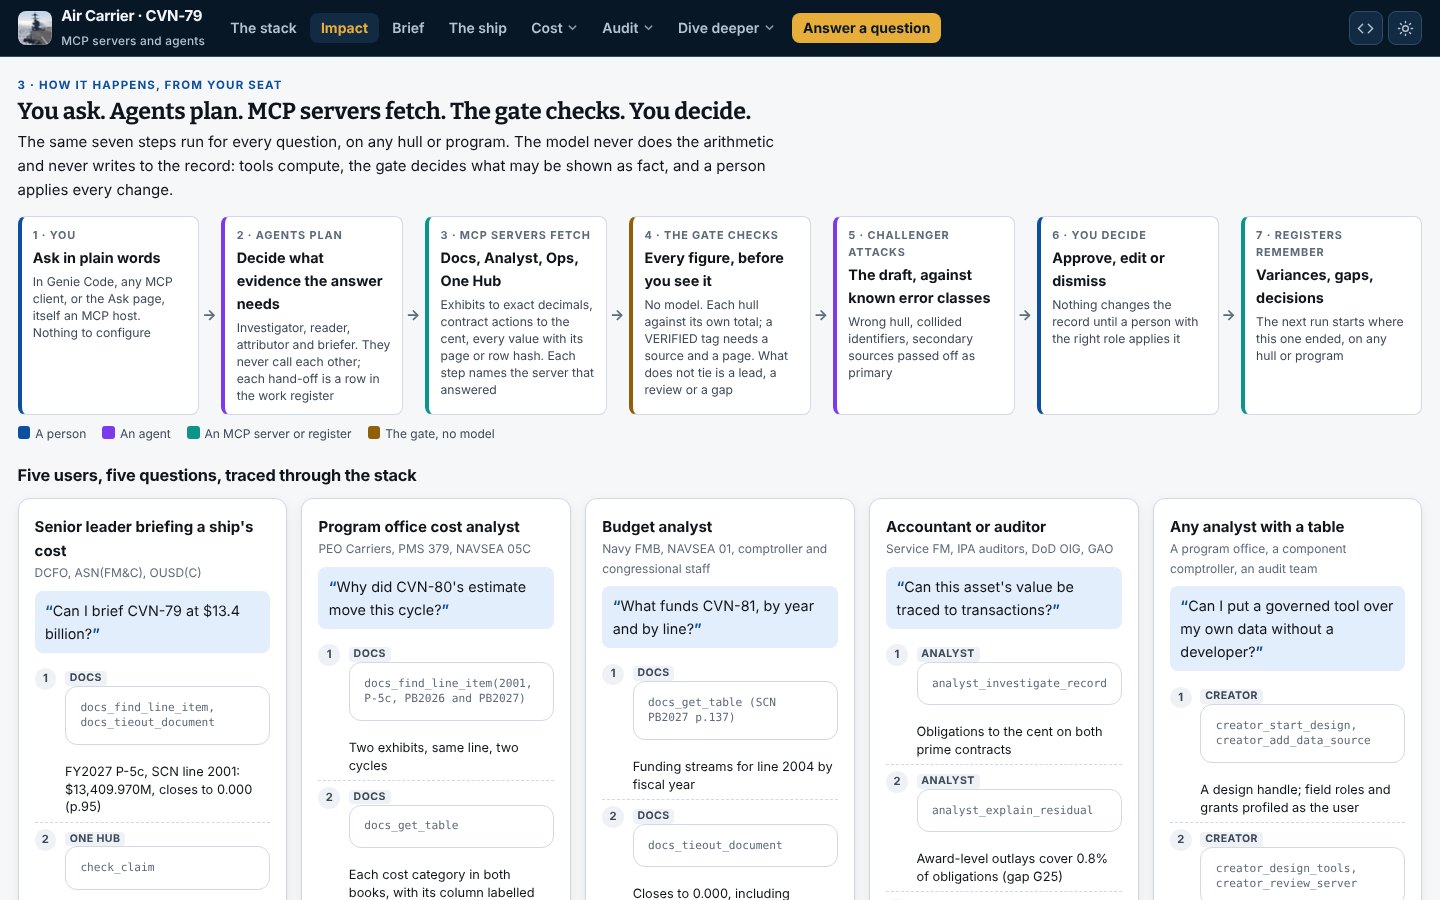 Air Carrier · CVN-79
MCP servers and agents
The stack
Impact
Brief
The ship
Cost
Audit
Dive deeper
Answer a question
3 · HOW IT HAPPENS, FROM YOUR SEAT
You ask. Agents plan. MCP servers fetch. The gate checks. You decide.
The same seven steps run for every question, on any hull or program. The model never does the arithmetic
and never writes to the record: tools compute, the gate decides what may be shown as fact, and a person
applies every change.
1 · YOU
Ask in plain words
In Genie Code, any MCP
client, or the Ask page,
itself an MCP host.
Nothing to configure
2 · AGENTS PLAN
Decide what
evidence the answer
needs
Investigator, reader,
attributor and briefer. They
never call each other;
each hand-off is a row in
the work register
3 · MCP SERVERS FETCH
Docs, Analyst, Ops,
One Hub
Exhibits to exact decimals,
contract actions to the
cent, every value with its
page or row hash. Each
step names the server that
answered
4 · THE GATE CHECKS
Every figure, before
you see it
No model. Each hull
against its own total; a
VERIFIED tag needs a
source and a page. What
does not tie is a lead, a
review or a gap
5 · CHALLENGER
ATTACKS
The draft, against
known error classes
Wrong hull, collided
identifiers, secondary
sources passed off as
primary
6 · YOU DECIDE
Approve, edit or
dismiss
Nothing changes the
record until a person with
the right role applies it
7 · REGISTERS
REMEMBER
Variances, gaps,
decisions
The next run starts where
this one ended, on any
hull or program
A person
An agent
An MCP server or register
The gate, no model
Five users, five questions, traced through the stack
Senior leader briefing a ship's
cost
DCFO, ASN(FM&C), OUSD(C)
“Can I brief CVN-79 at $13.4
billion?”
1
DOCS
docs_find_line_item,
docs_tieout_document
FY2027 P-5c, SCN line 2001:
$13,409.970M, closes to 0.000
(p.95)
2
ONE HUB
check_claim
Program office cost analyst
PEO Carriers, PMS 379, NAVSEA 05C
“Why did CVN-80's estimate
move this cycle?”
1
DOCS
docs_find_line_item(2001,
P-5c, PB2026 and PB2027)
Two exhibits, same line, two
cycles
2
DOCS
docs_get_table
Each cost category in both
books, with its column labelled
Budget analyst
Navy FMB, NAVSEA 01, comptroller and
congressional staff
“What funds CVN-81, by year
and by line?”
1
DOCS
docs_get_table (SCN
PB2027 p.137)
Funding streams for line 2004 by
fiscal year
2
DOCS
docs_tieout_document
Closes to 0.000, including
Accountant or auditor
Service FM, IPA auditors, DoD OIG, GAO
“Can this asset's value be
traced to transactions?”
1
ANALYST
analyst_investigate_record
Obligations to the cent on both
prime contracts
2
ANALYST
analyst_explain_residual
Award-level outlays cover 0.8%
of obligations (gap G25)
Any analyst with a table
A program office, a component
comptroller, an audit team
“Can I put a governed tool over
my own data without a
developer?”
1
CREATOR
creator_start_design,
creator_add_data_source
A design handle; field roles and
grants profiled as the user
2
CREATOR
creator_design_tools,
creator_review_server